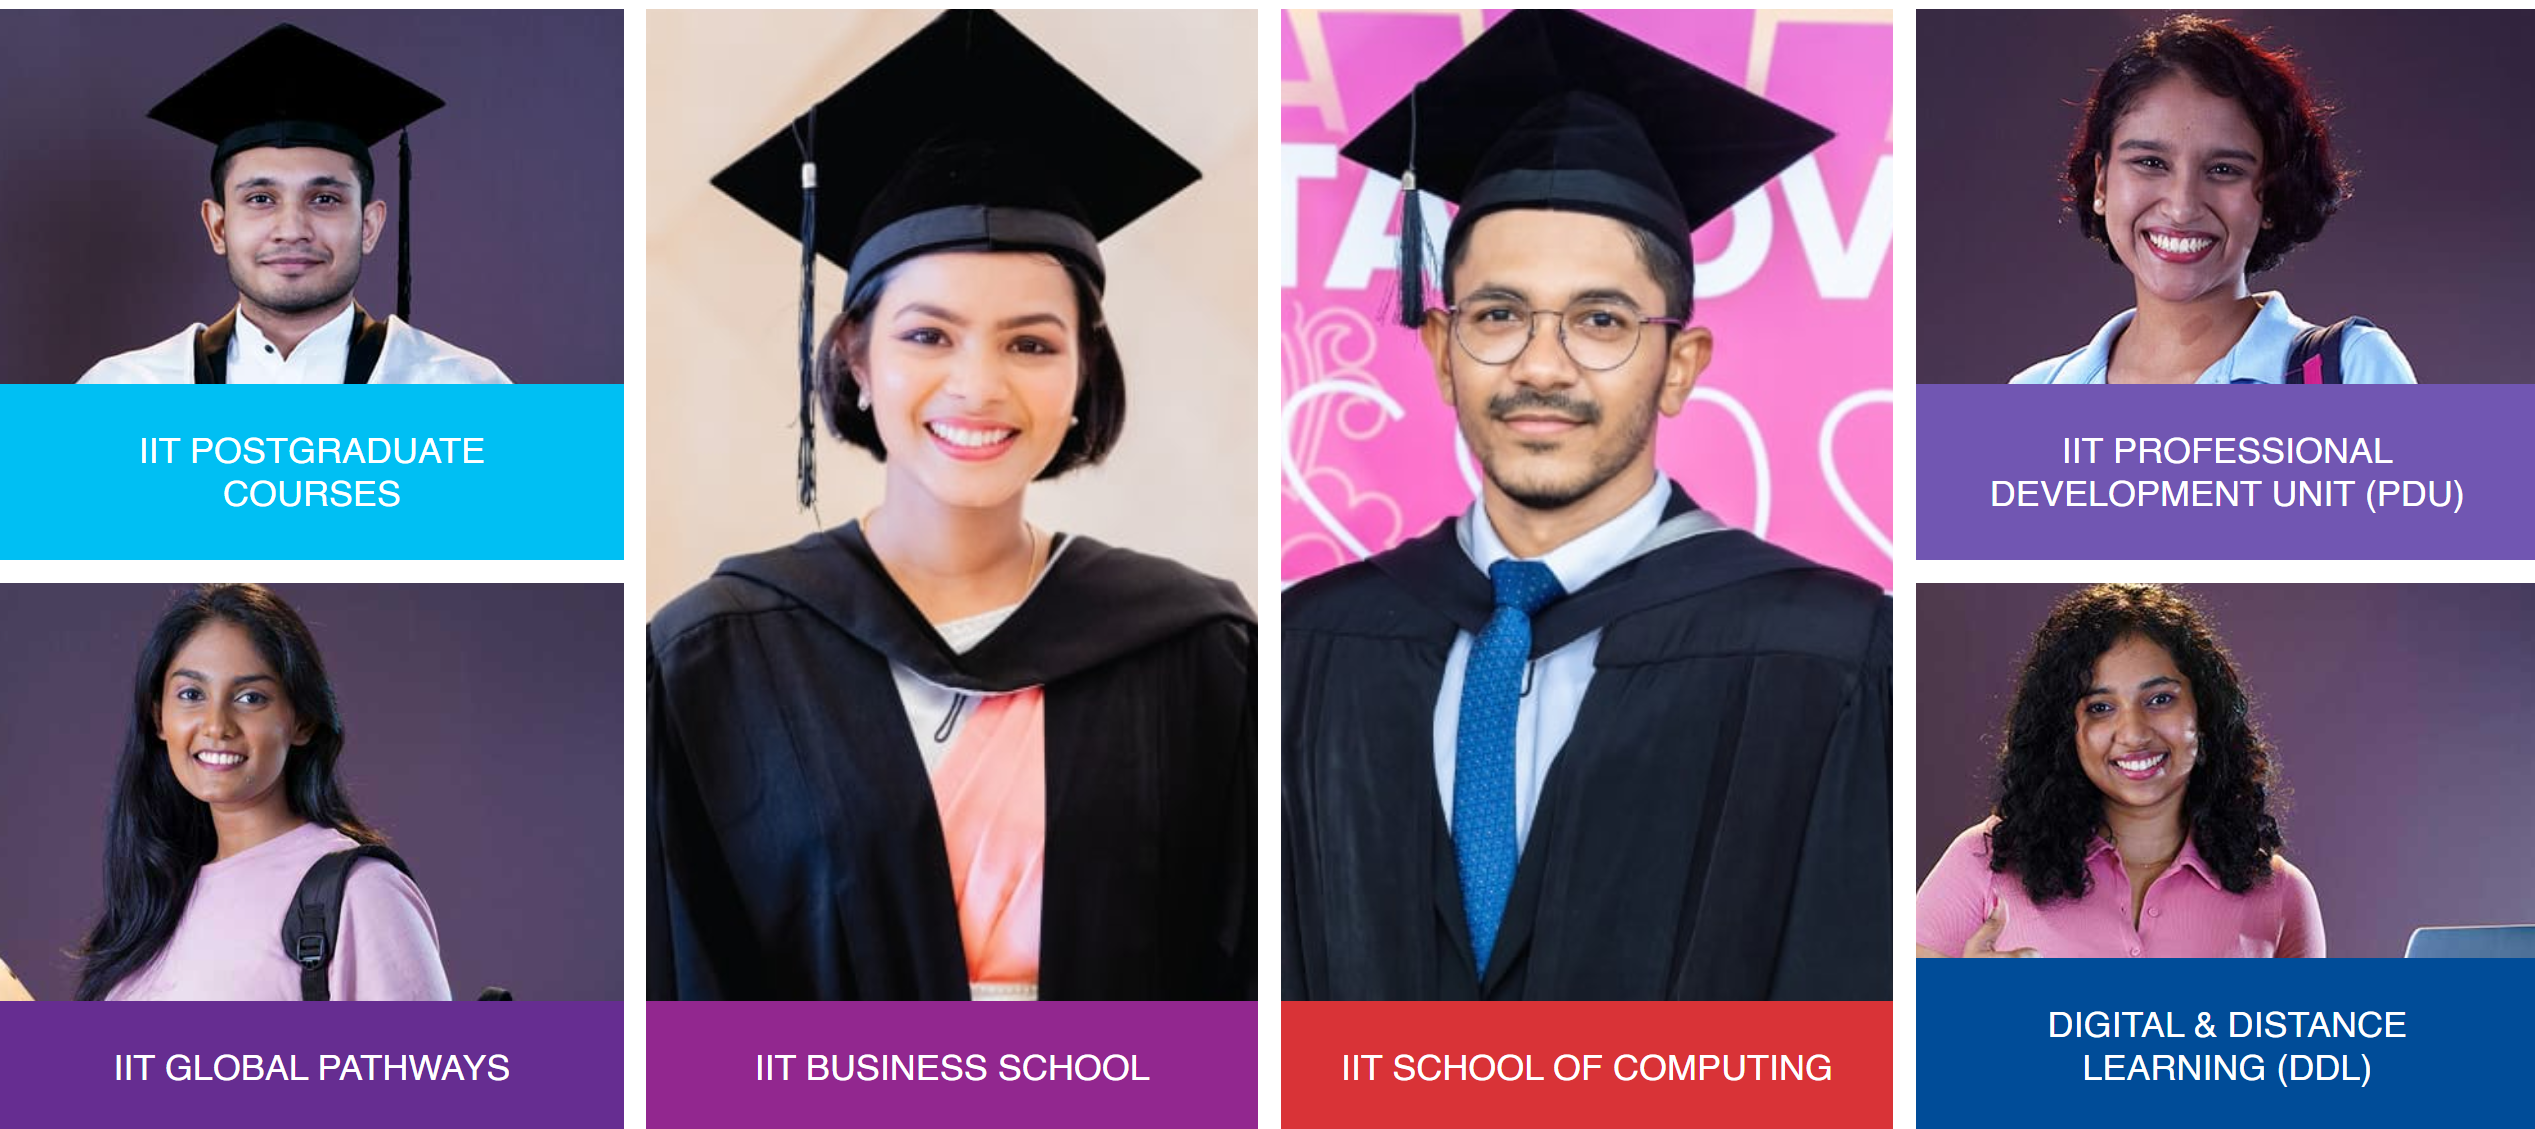 IIT POSTGRADUATE
COURSES
IIT GLOBAL PATHWAYS
IIT BUSINESS SCHOOL
IIT SCHOOL OF COMPUTING
IIT PROFESSIONAL
DEVELOPMENT UNIT (PDU)
DIGITAL & DISTANCE
LEARNING (DDL)